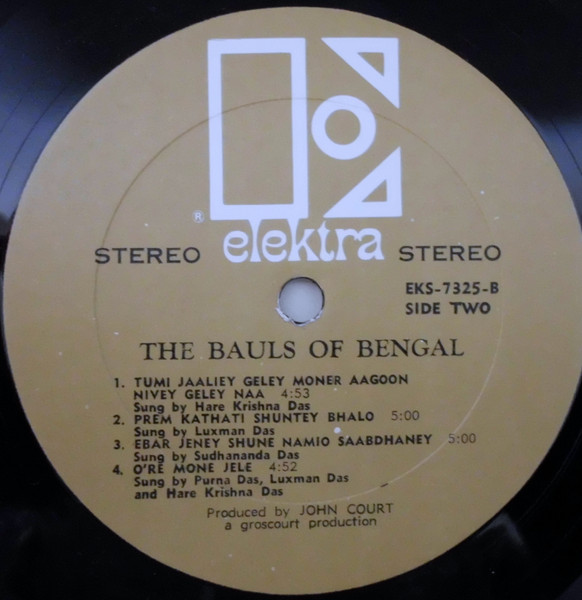 ®
elektra
STEREO STEREO
EKS-7325-B
SIDE TWO
THE BAULS OF BENGAL
1. TUMI JAALIEY GELEY MONER AAGOON
NIVEY GELEY NAA 4:53
Sung by Hare Krishna Das
2. PREM KATHATI SHUNTEY BHALO 5:00
Sung by Luxman Das
3. EBAR JENEY SHUNE NAMIO SAABDHANEY 5:00
Sung by Sudhananda Das
4. O'RE MONE JELE 4:52
Sung by Purna Das, Luxman Das
and Hare Krishna Das
Produced by JOHN COURT
a groscourt production